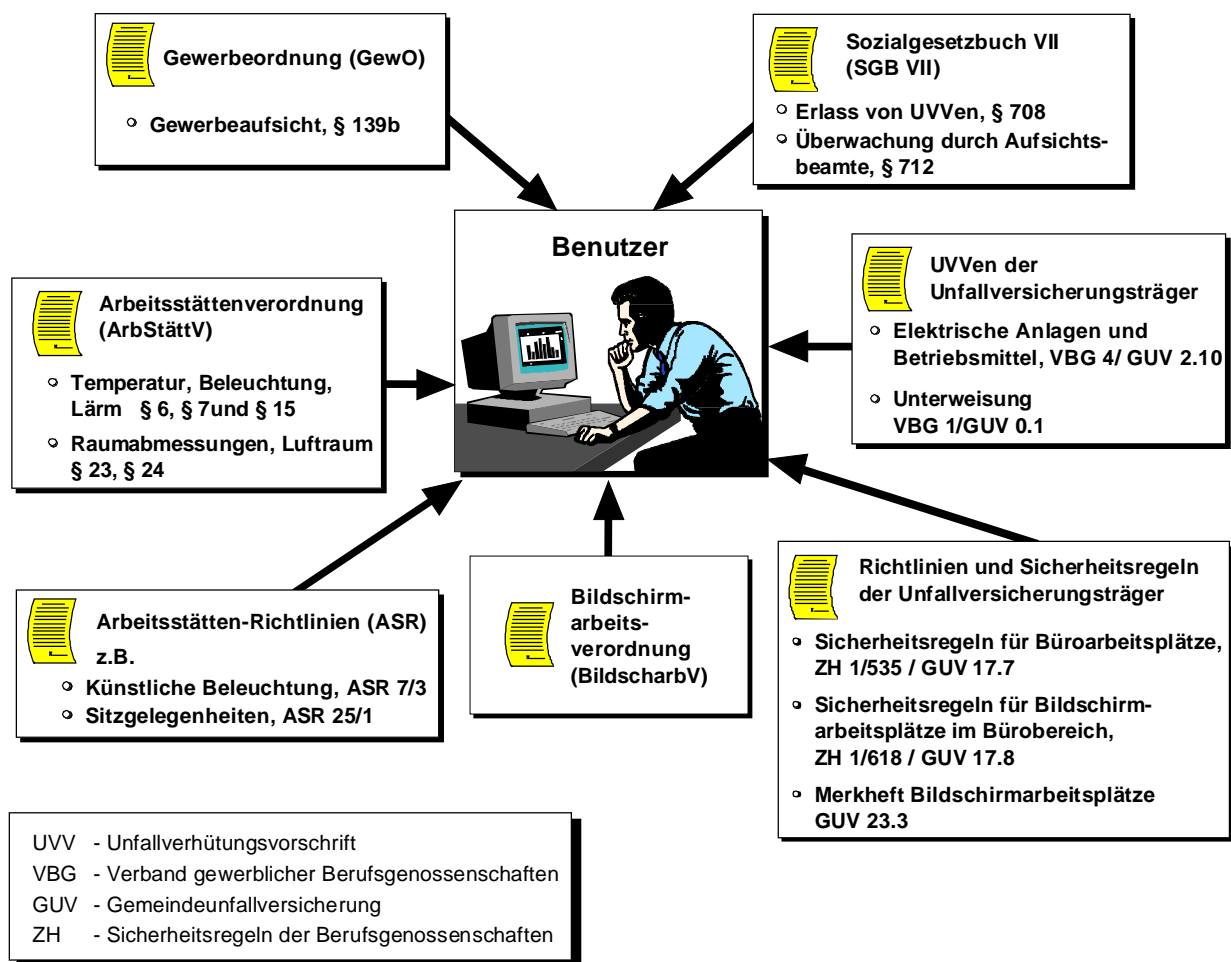 Gewerbeordnung (GewO)
Gewerbeaufsicht, § 139b
Sozialgesetzbuch VII
(SGB VII)
Erlass von UVVen, § 708
Überwachung durch Aufsichts-
beamte, § 712
Benutzer
Arbeitsstättenverordnung
(ArbStättV)
Temperatur, Beleuchtung,
Lärm § 6, § 7und § 15
Raumabmessungen, Luftraum
§ 23, § 24
UVVen der
Unfallversicherungsträger
Elektrische Anlagen und
Betriebsmittel, VBG 4/ GUV 2.10
Unterweisung
VBG 1/GUV 0.1
Arbeitsstätten-Richtlinien (ASR)
z.B.
Künstliche Beleuchtung, ASR 7/3
Sitzgelegenheiten, ASR 25/1
Bildschirm-
arbeits-
verordnung
(BildscharbV)
Richtlinien und Sicherheitsregeln
der Unfallversicherungsträger
Sicherheitsregeln für Büroarbeitsplätze,
ZH 1/535 / GUV 17.7
Sicherheitsregeln für Bildschirm-
arbeitsplätze im Bürobereich,
ZH 1/618 / GUV 17.8
Merkheft Bildschirmarbeitsplätze
GUV 23.3
UVV - Unfallverhütungsvorschrift
VBG - Verband gewerblicher Berufsgenossenschaften
GUV - Gemeindeunfallversicherung
ZH - Sicherheitsregeln der Berufsgenossenschaften